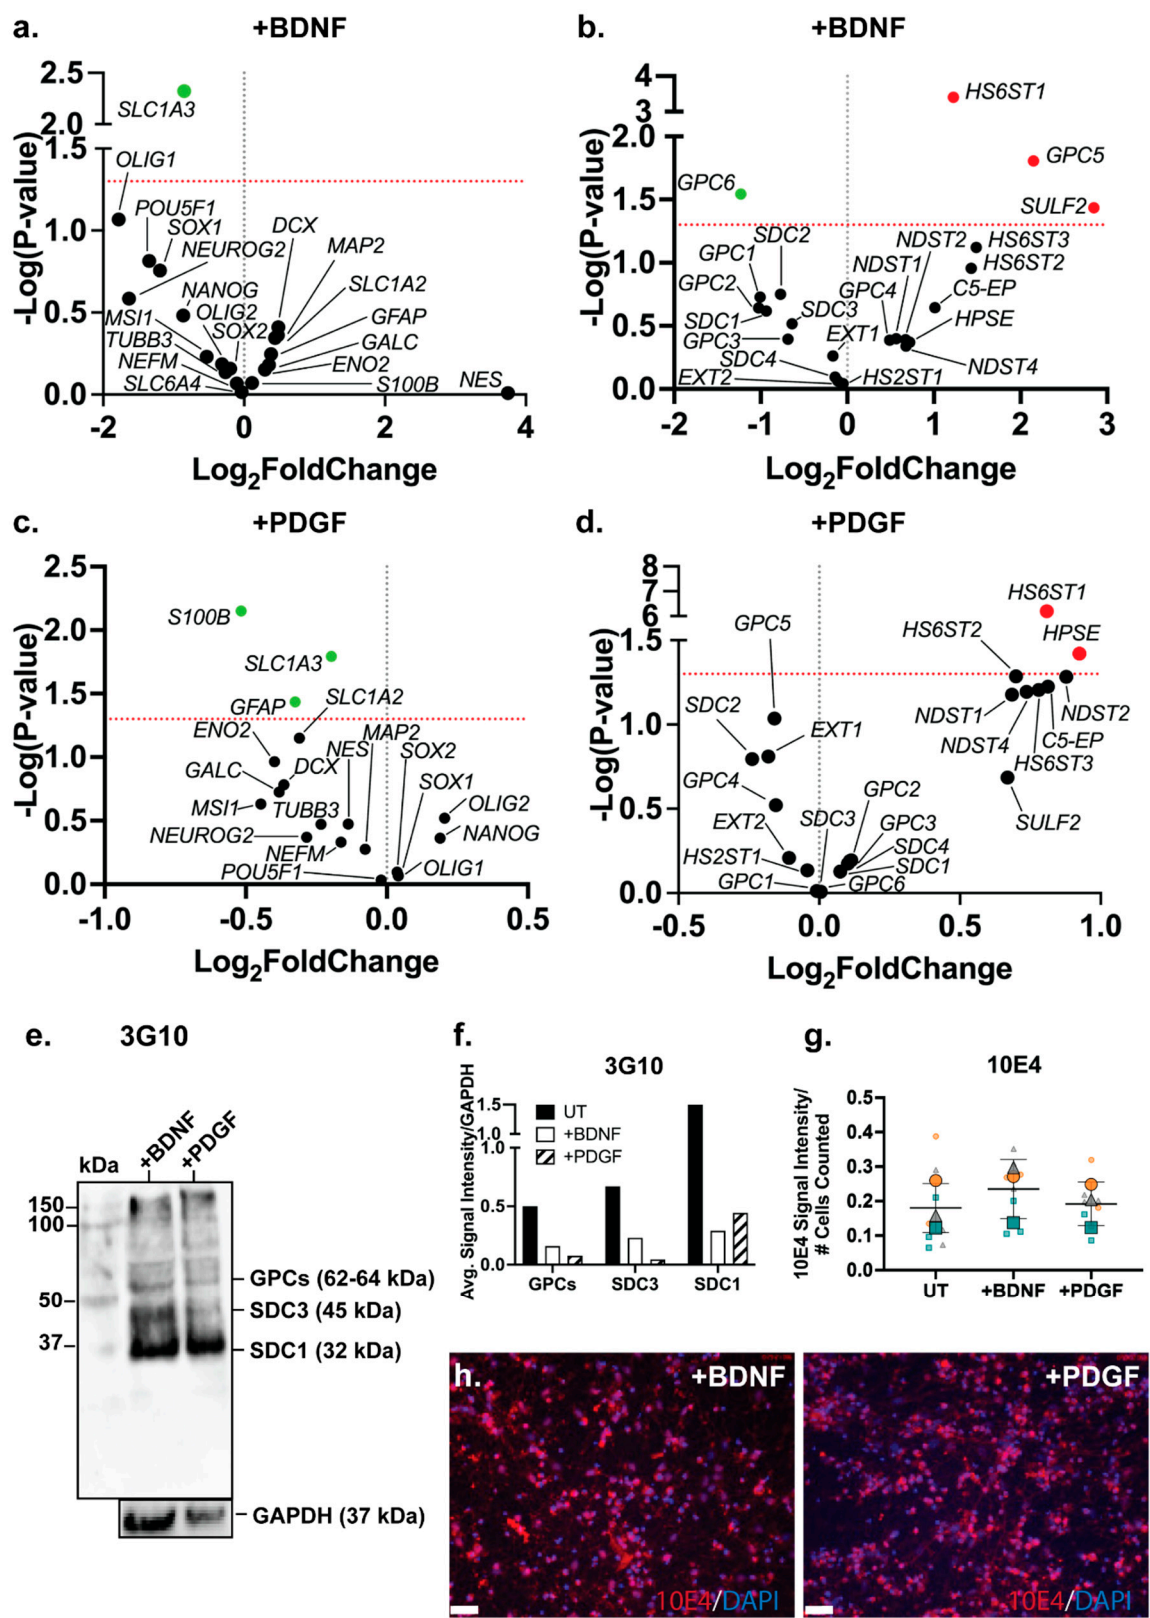 a.
+BDNF
2.5
2.0
1.5
1.0
0.5
0.0
-Log(P-value)
SLC1A3
OLIG1
POU5F1
SOX1
NEUROG2
DCX
MAP2
NANOG
SLC1A2
MSI1
OLIG2
GFAP
TUBB3
SOX2
GALC
NEFM
ENO2
SLC6A4
S100B
NES
-2
0
2
4
Log2FoldChange
b.
+BDNF
4
3
2.0
1.5
1.0
0.5
0.0
-Log(P-value)
HS6ST1
GPC5
GPC6
SULF2
SDC2
NDST2
HS6ST3
GPC1
NDST1
HS6ST2
GPC2
GPC4
C5-EP
SDC1
SDC3
HPSE
GPC3
EXT1
SDC4
NDST4
EXT2
HS2ST1
-2
-1
0
1
2
3
Log2FoldChange
c.
+PDGF
2.5
2.0
1.5
1.0
0.5
0.0
-Log(P-value)
S100B
SLC1A3
GFAP
SLC1A2
ENO2
NES
MAP2
SOX2
GALC
DCX
SOX1
MSI1
TUBB3
OLIG2
NEUROG2
NANOG
NEFM
POU5F1
OLIG1
-1.0
-0.5
0.0
0.5
Log2FoldChange
d.
+PDGF
8
7
6
1.5
1.0
0.5
0.0
-Log(P-value)
HS6ST1
GPC5
HS6ST2
HPSE
SDC2
EXT1
NDST1
NDST2
NDST4
C5-EP
GPC4
GPC2
HS6ST3
EXT2
SDC3
GPC3
SULF2
HS2ST1
SDC4
SDC1
GPC1
GPC6
-0.5
0.0
0.5
1.0
Log2FoldChange
e.
3G10
kDa
+BDNF
+PDGF
150
100
50
37
GPCs (62-64 kDa)
SDC3 (45 kDa)
SDC1 (32 kDa)
GAPDH (37 kDa)
f.
3G10
Avg. Signal Intensity/GAPDH
1.5
1.0
1.0
0.5
0.0
UT
+BDNF
+PDGF
GPCs
SDC3
SDC1
g.
10E4
10E4 Signal Intensity/
# Cells Counted
0.5
0.4
0.3
0.2
0.1
0.0
UT
+BDNF
+PDGF
h.
+BDNF
10E4/DAPI
+PDGF
10E4/DAPI